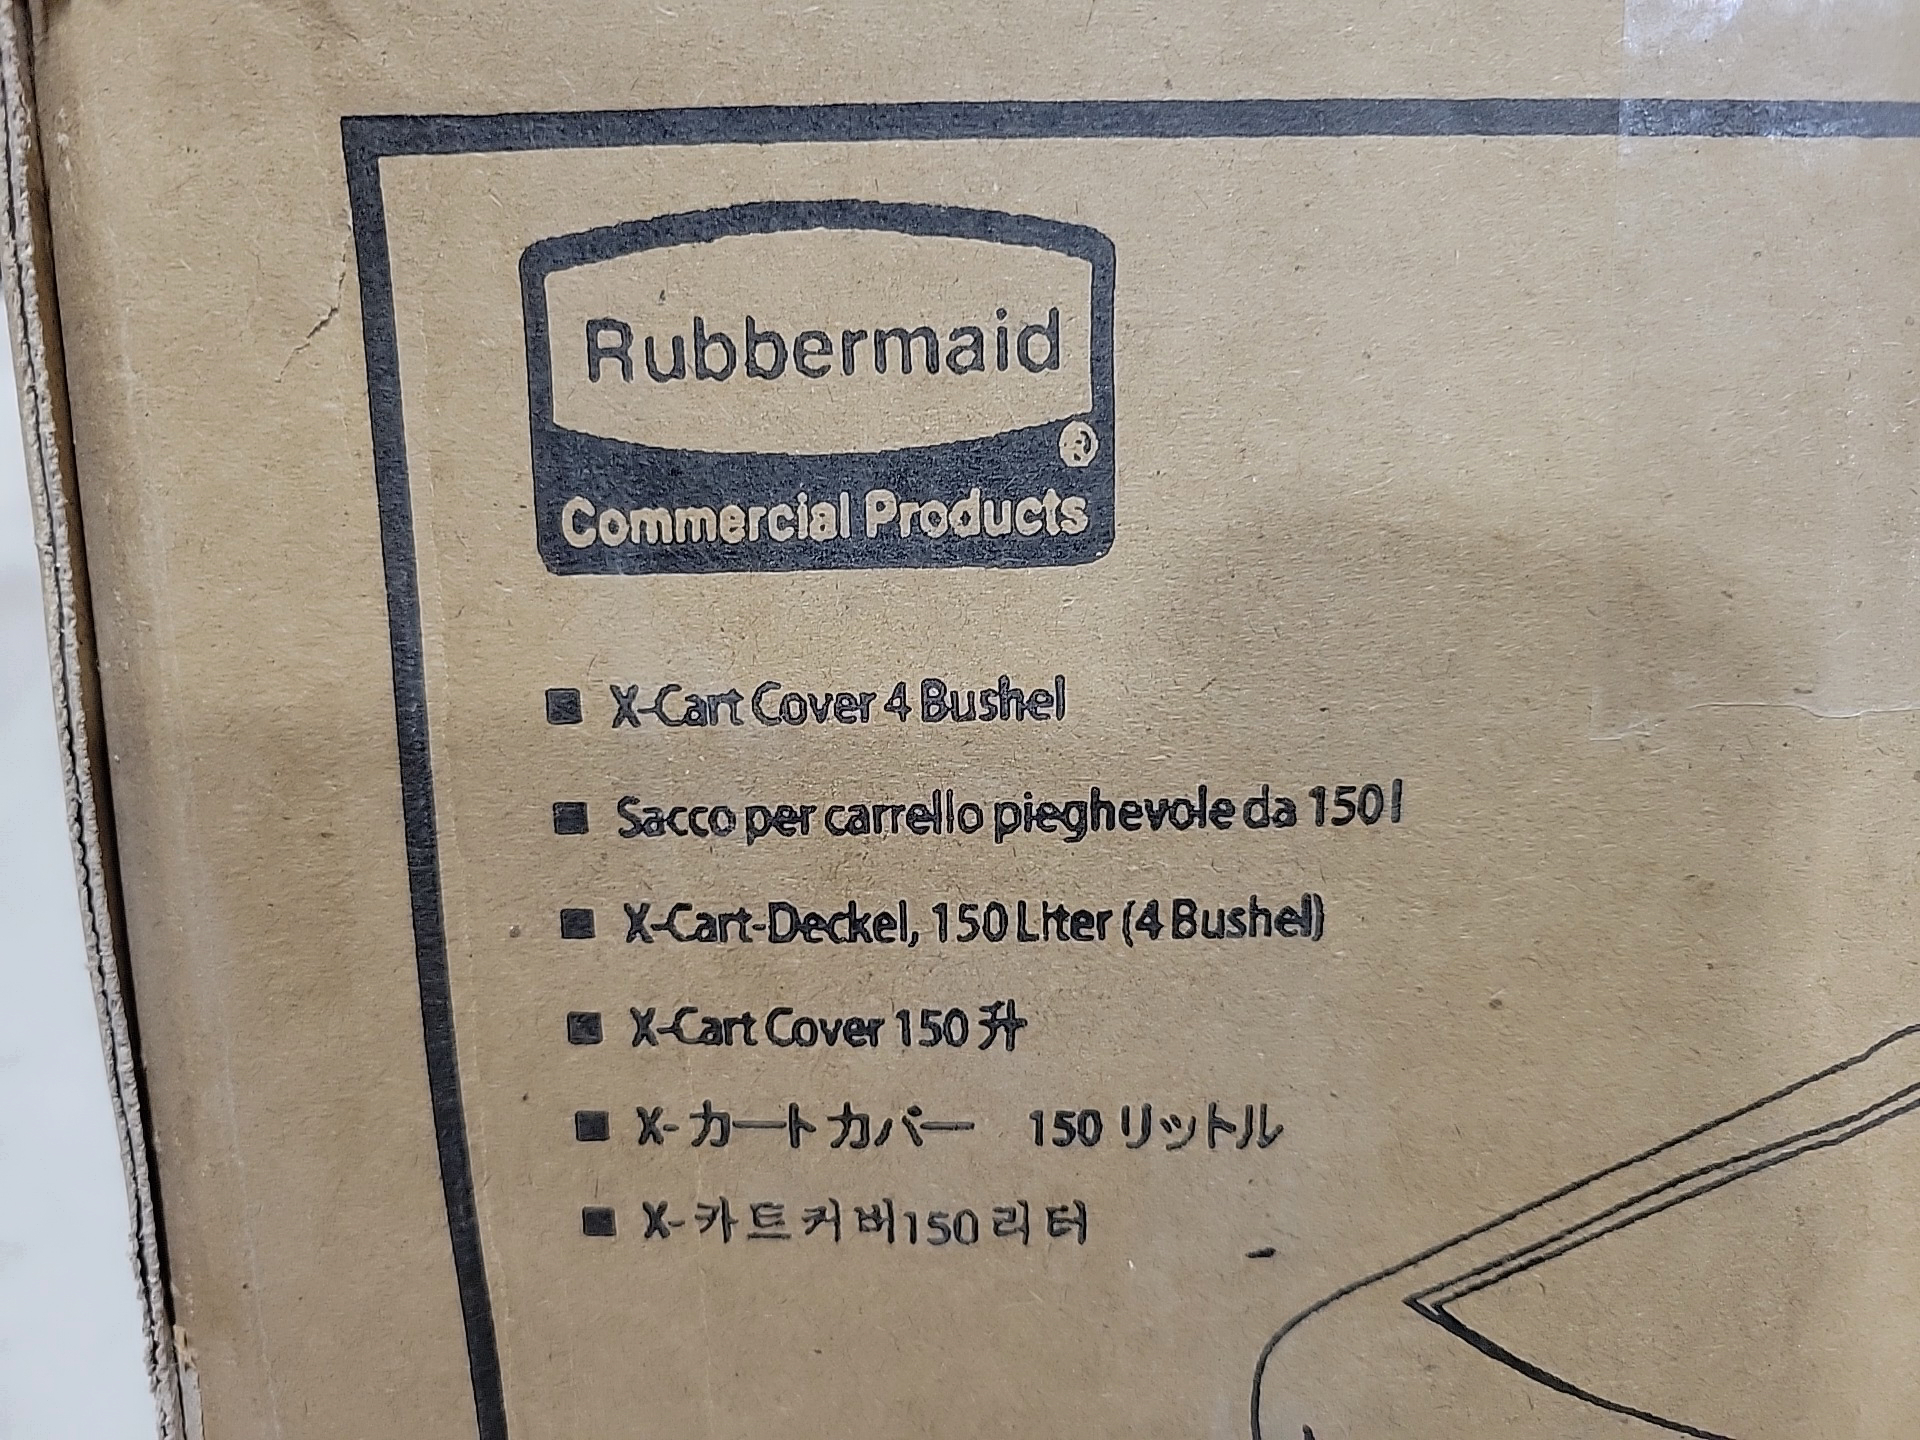 Rubbermaid
®
Commercial Products
■ X-Cart Cover 4 Bushel
■ Sacco per carrello pieghevole da 150 l
■ X-Cart-Deckel, 150 Liter (4 Bushel)
■ X-Cart Cover 150 升
■ X-カートカバー 150 リットル
■ X-카트커버150 리터